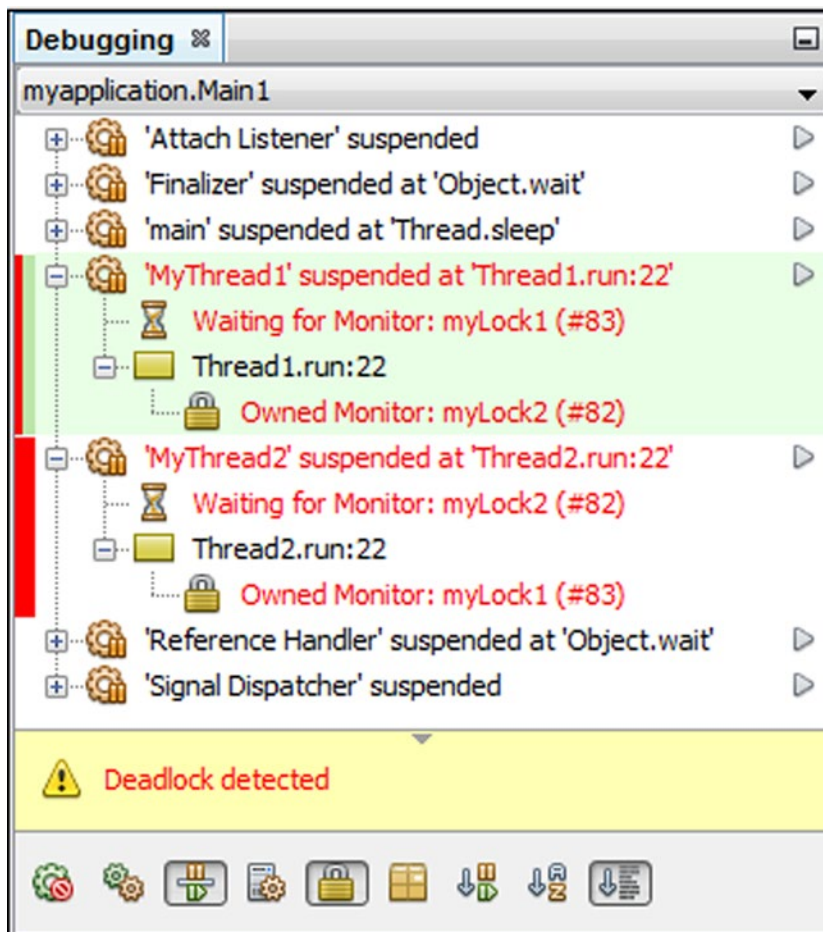 Debugging
myapplication.Main1
'Attach Listener' suspended
'Finalizer' suspended at 'Object.wait'
'main' suspended at 'Thread.sleep'
'MyThread1' suspended at 'Thread1.run:22'
Waiting for Monitor: myLock1 (#83)
Thread1.run:22
Owned Monitor: myLock2 (#82)
'MyThread2' suspended at 'Thread2.run:22'
Waiting for Monitor: myLock2 (#82)
Thread2.run:22
Owned Monitor: myLock1 (#83)
'Reference Handler' suspended at 'Object.wait'
'Signal Dispatcher' suspended
Deadlock detected